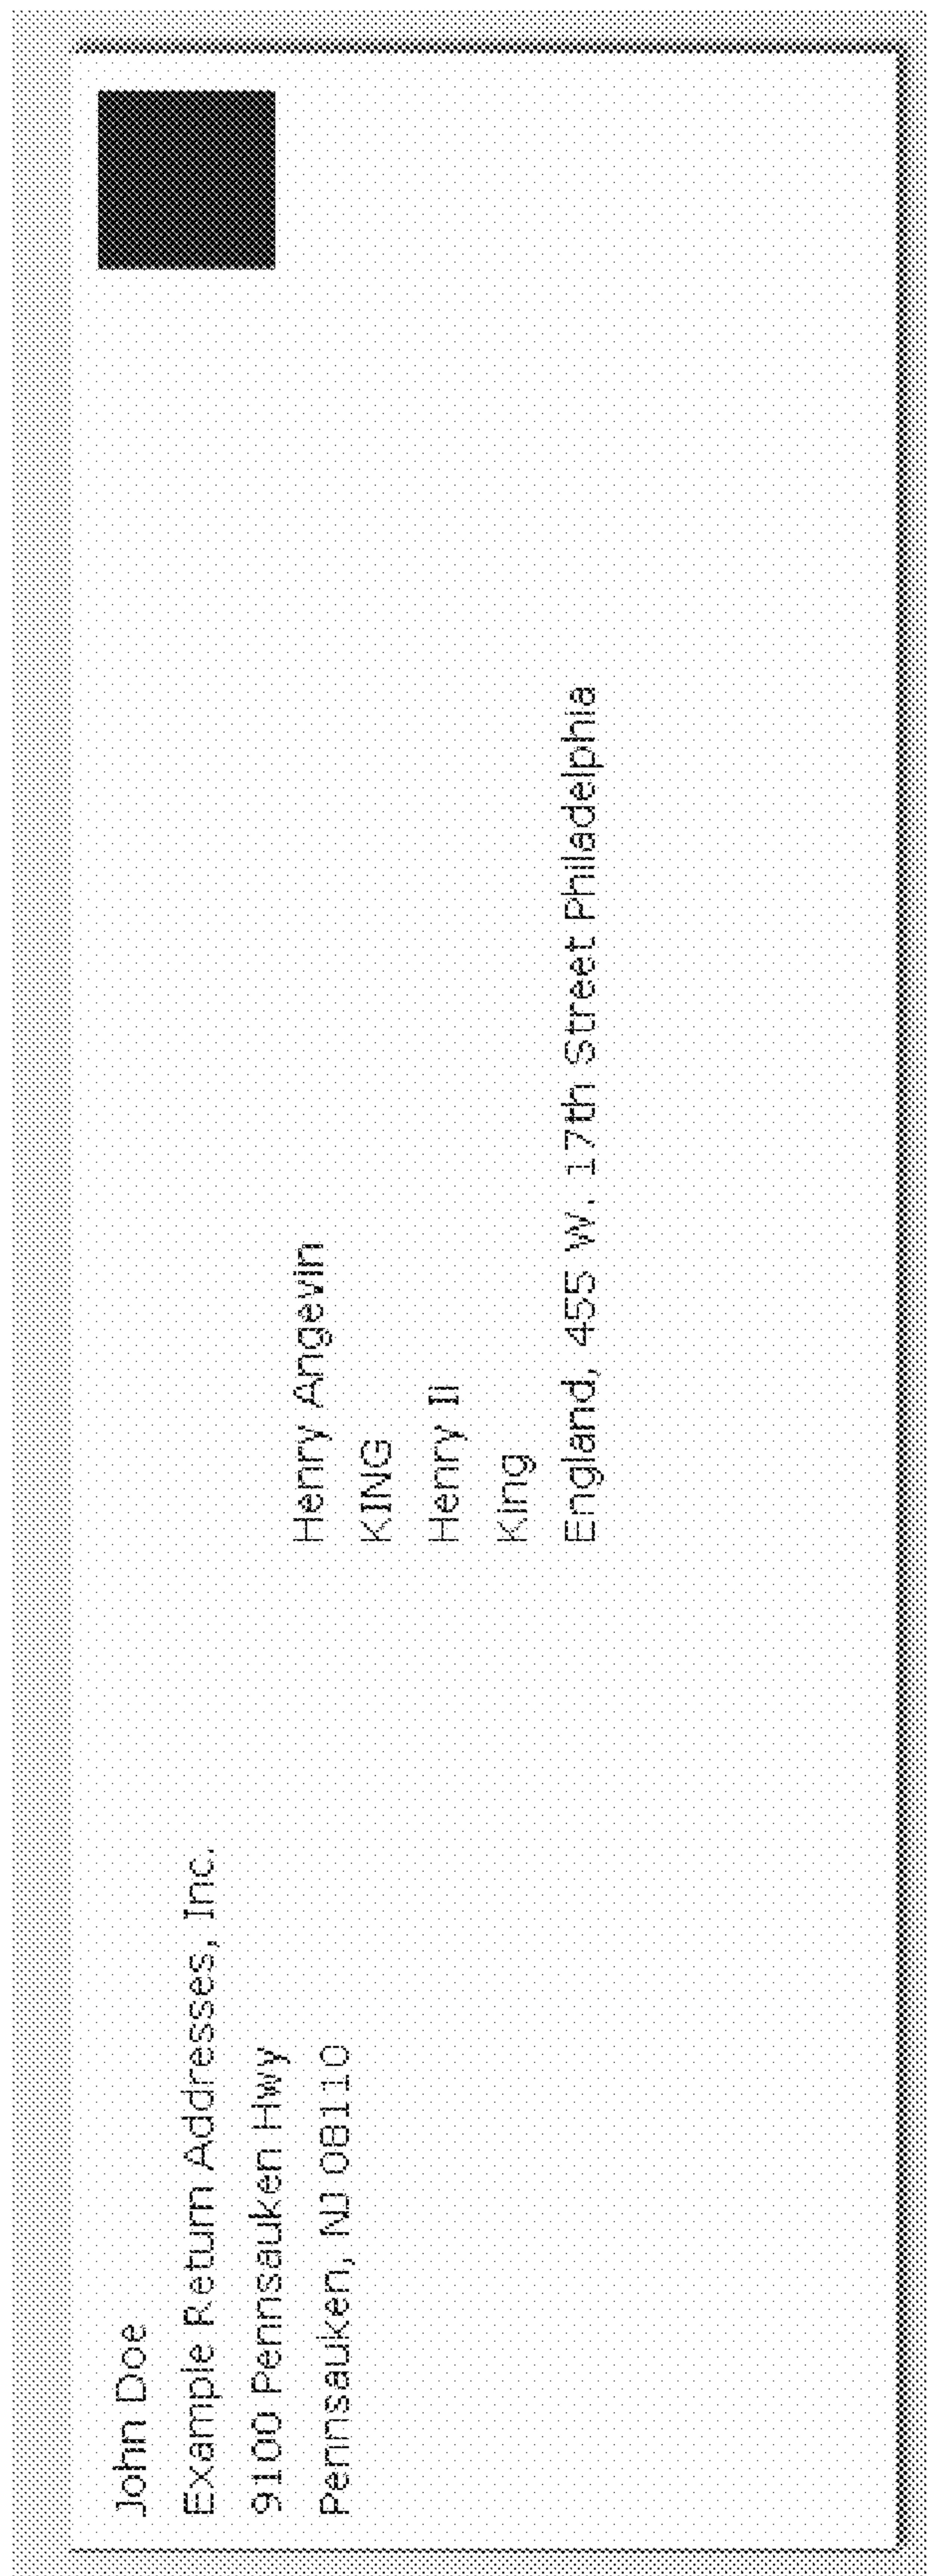 John Doe
Example Return Addresses, Inc.
9100 Pennsauken Hwy
Pennsauken, NJ 08110
Henry Angevin
KING
Henry Ii
King
England, 455 W. 17th Street Philadelphia